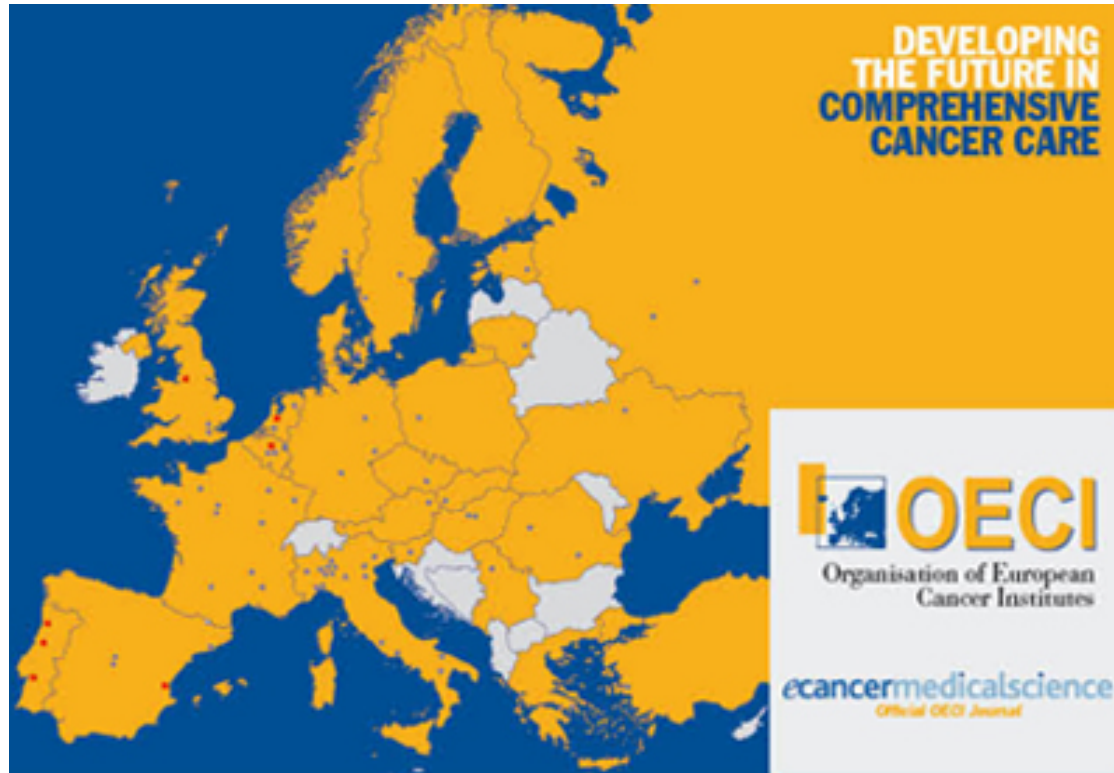 DEVELOPING
THE FUTURE IN
COMPREHENSIVE
CANCER CARE
OECI
Organisation of European
Cancer Institutes
ecancermedicalscience
Official OECI Journal